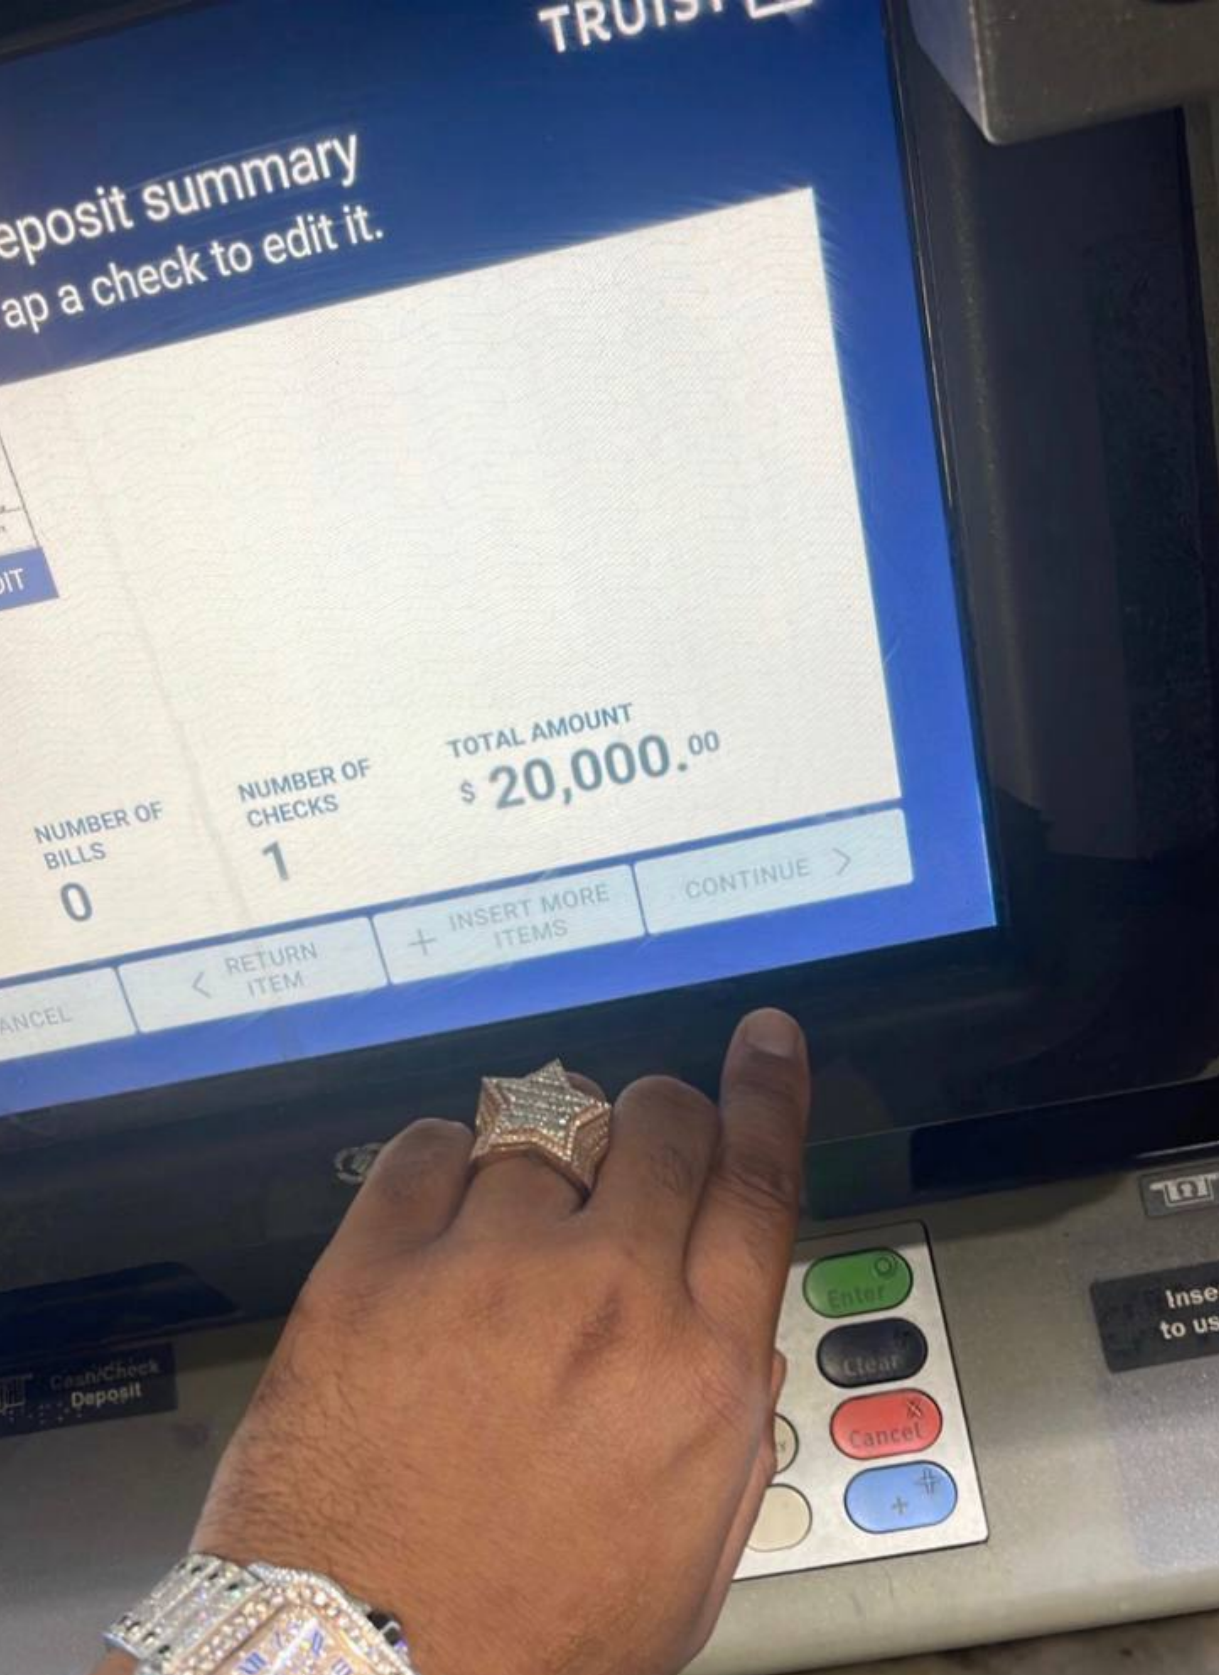 TRUIST
eposit summary
ap a check to edit it.
DIT
NUMBER OF
BILLS
0
NUMBER OF
CHECKS
1
TOTAL AMOUNT
$ 20,000.00
ANCEL
< RETURN
ITEM
+ INSERT MORE
ITEMS
CONTINUE >
Enter
Clear
Cancel
+
Cash/Check
Deposit
Inse
to us